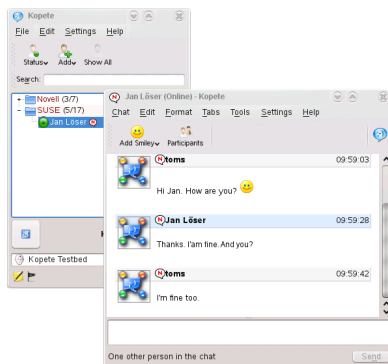 Kopete
File Edit Settings Help
Status Add Show All
Search:
Novell (3/7)
SUSE (5/17)
Jan Löser
Kopete Testbed
Jan Löser (Online) - Kopete
Chat Edit Format Tabs Tools Settings Help
Add Smiley Participants
toms 09:59:03
Hi Jan. How are you?
Jan Löser 09:59:28
Thanks. I'am fine. And you?
toms 09:59:42
I'm fine too.
One other person in the chat
Send